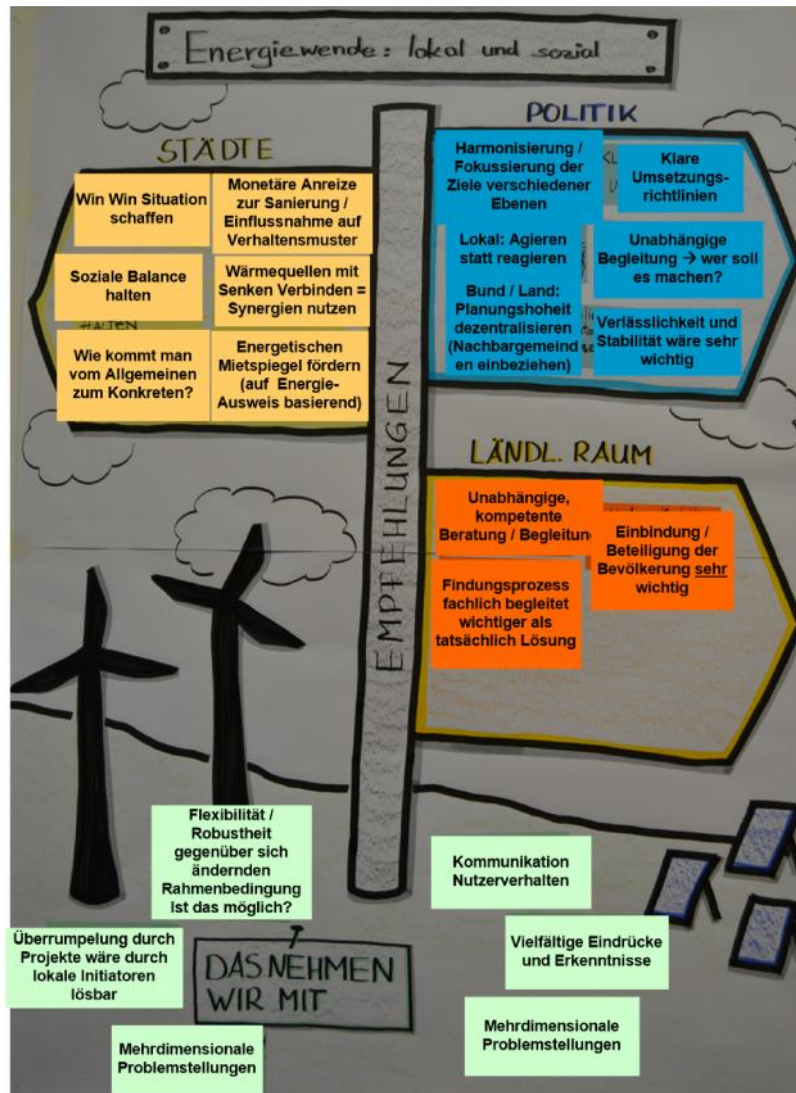 Energiewende: lokal und sozial
STÄDTE
Win Win Situation
schaffen
Monetäre Anreize
zur Sanierung /
Einflussnahme auf
Verhaltensmuster
Soziale Balance
halten
Wärmequellen mit
Senken Verbinden =
Synergien nutzen
HALTEN
Wie kommt man
vom Allgemeinen
zum Konkreten?
Energetischen
Mietspiegel fördern
(auf Energie-
Ausweis basierend)
EMPFEHLUNGEN
POLITIK
Harmonisierung /
Fokussierung der
Ziele verschiedener
Ebenen
Klare
Umsetzungs-
richtlinien
Lokal: Agieren
statt reagieren
Unabhängige
Begleitung → wer soll
es machen?
Bund / Land:
Planungshoheit
dezentralisieren
(Nachbargemeind
en einbeziehen)
Verlässlichkeit und
Stabilität wäre sehr
wichtig
LÄNDL. RAUM
Unabhängige,
kompetente
Beratung / Begleitung
Einbindung /
Beteiligung der
Bevölkerung sehr
wichtig
Findungsprozess
fachlich begleitet
wichtiger als
tatsächlich Lösung
Flexibilität /
Robustheit
gegenüber sich
ändernden
Rahmenbedingung
Ist das möglich?
Kommunikation
Nutzerverhalten
Überrumpelung durch
Projekte wäre durch
lokale Initiatoren
lösbar
DAS NEHMEN
WIR MIT
Vielfältige Eindrücke
und Erkenntnisse
Mehrdimensionale
Problemstellungen
Mehrdimensionale
Problemstellungen